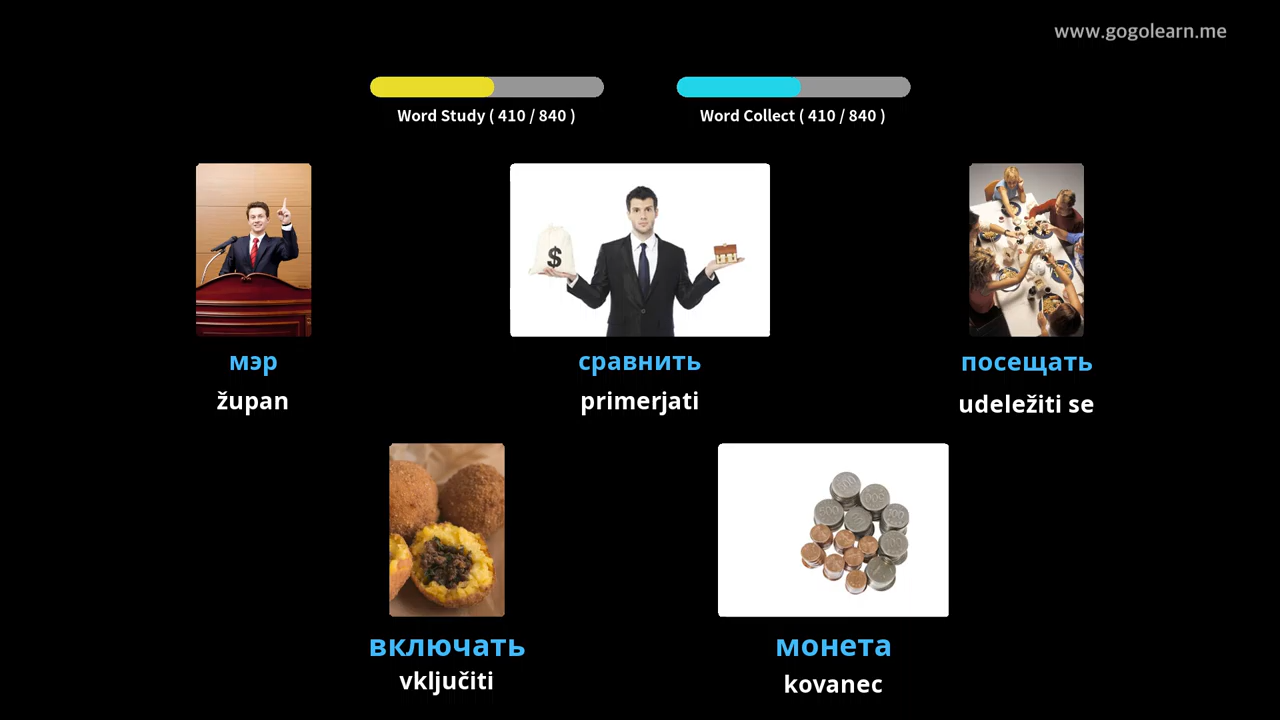 www.gogolearn.me
Word Study ( 410 / 840 )
Word Collect ( 410 / 840 )
мэр
župan
сравнить
primerjati
посещать
udeležiti se
включать
vključiti
монета
kovanec